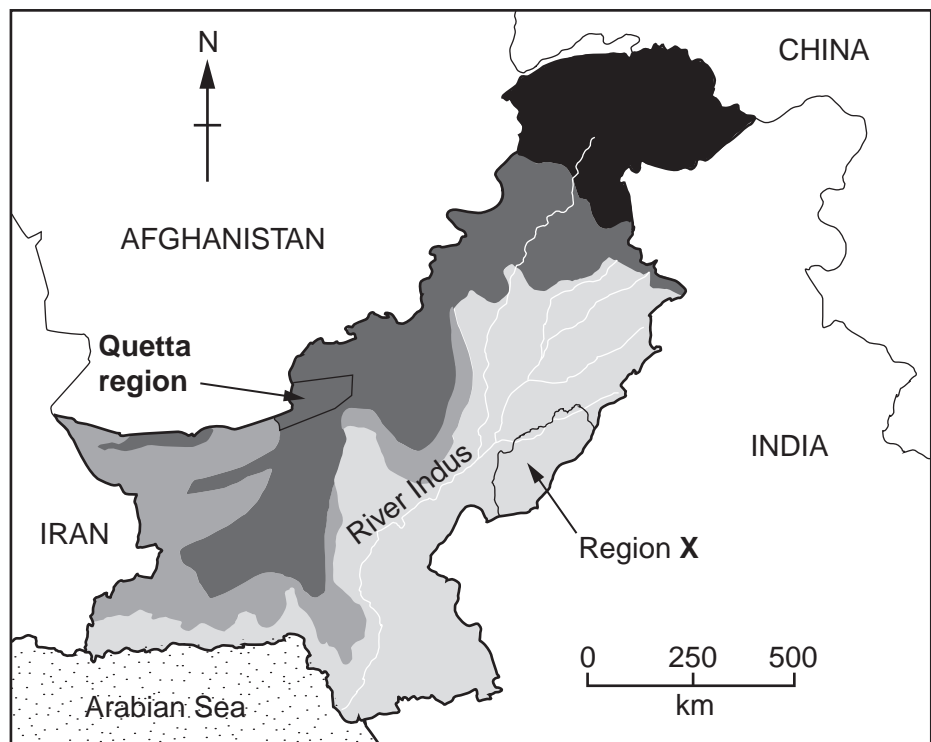 N
CHINA
AFGHANISTAN
Quetta
region
INDIA
River Indus
IRAN
Region X
0 250 500
km
Arabian Sea